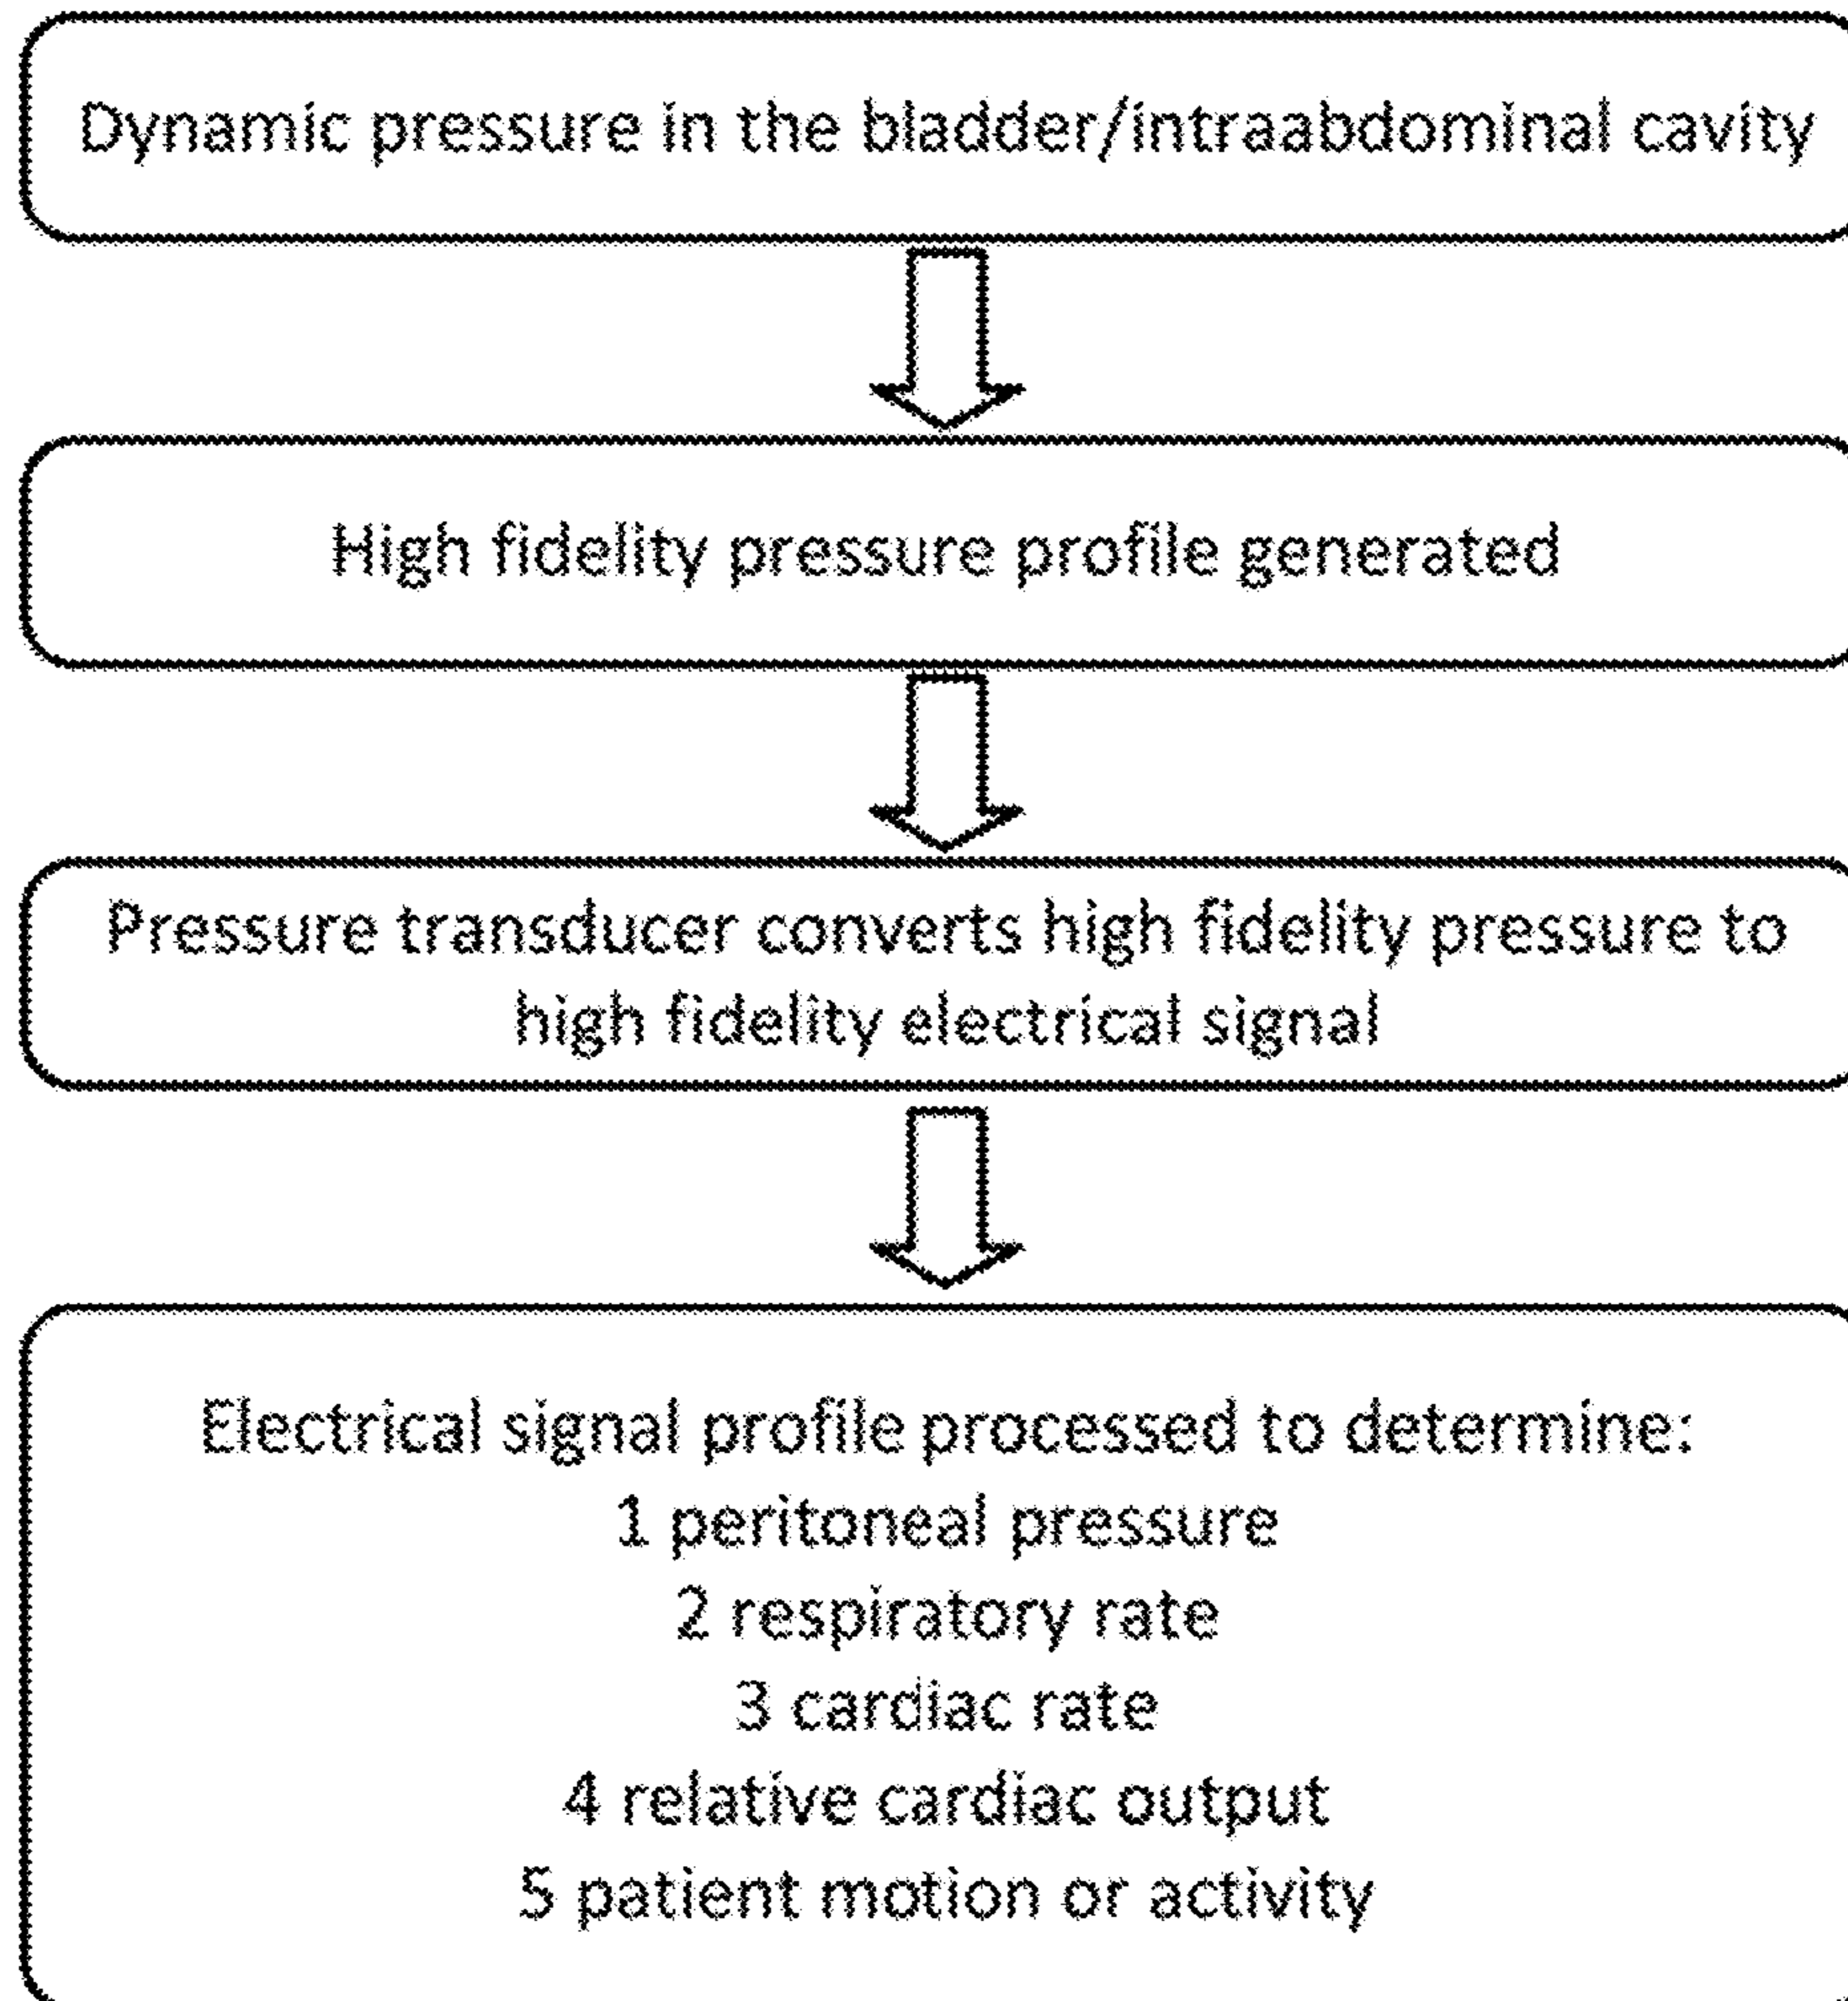 Dynamic pressure in the bladder/intraabdominal cavity
High fidelity pressure profile generated
Pressure transducer converts high fidelity pressure to
high fidelity electrical signal
Electrical signal profile processed to determine:
1 peritoneal pressure
2 respiratory rate
3 cardiac rate
4 relative cardiac output
5 patient motion or activity